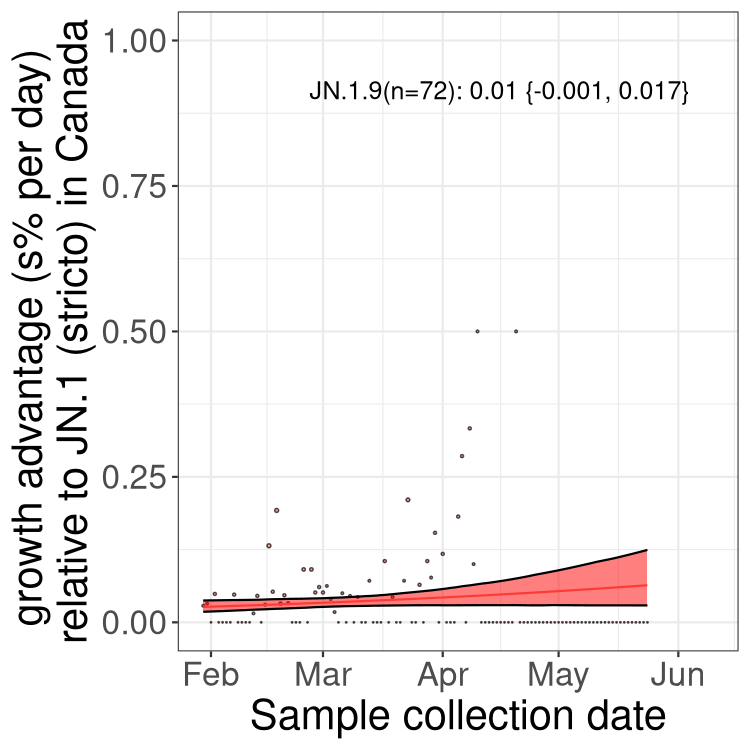 growth advantage (s% per day)
relative to JN.1 (stricto) in Canada
1.00
0.75
0.50
0.25
0.00
JN.1.9(n=72): 0.01 {-0.001, 0.017}
Feb Mar Apr May Jun
Sample collection date